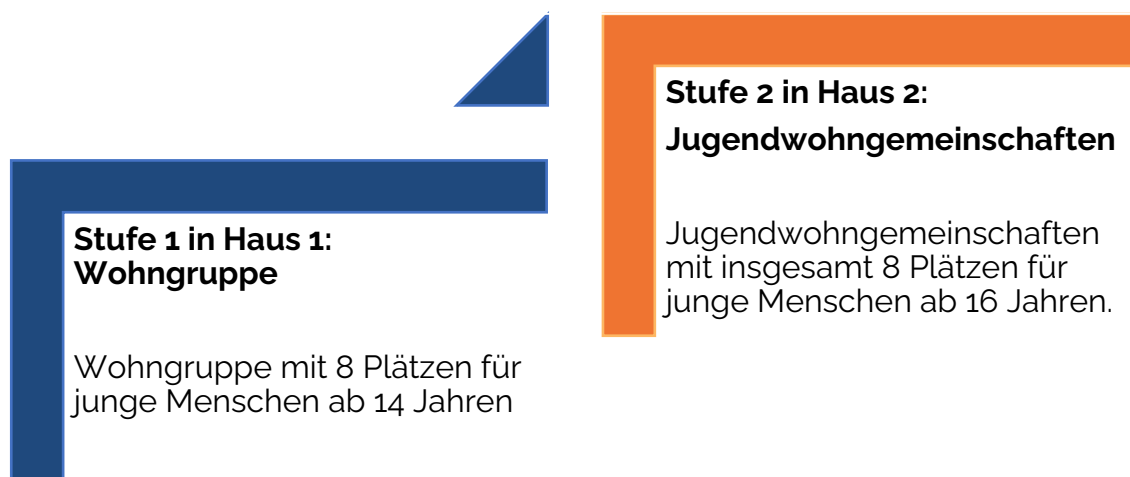 Stufe 1 in Haus 1:
Wohngruppe
Wohngruppe mit 8 Plätzen für
junge Menschen ab 14 Jahren
Stufe 2 in Haus 2:
Jugendwohngemeinschaften
Jugendwohngemeinschaften
mit insgesamt 8 Plätzen für
junge Menschen ab 16 Jahren.